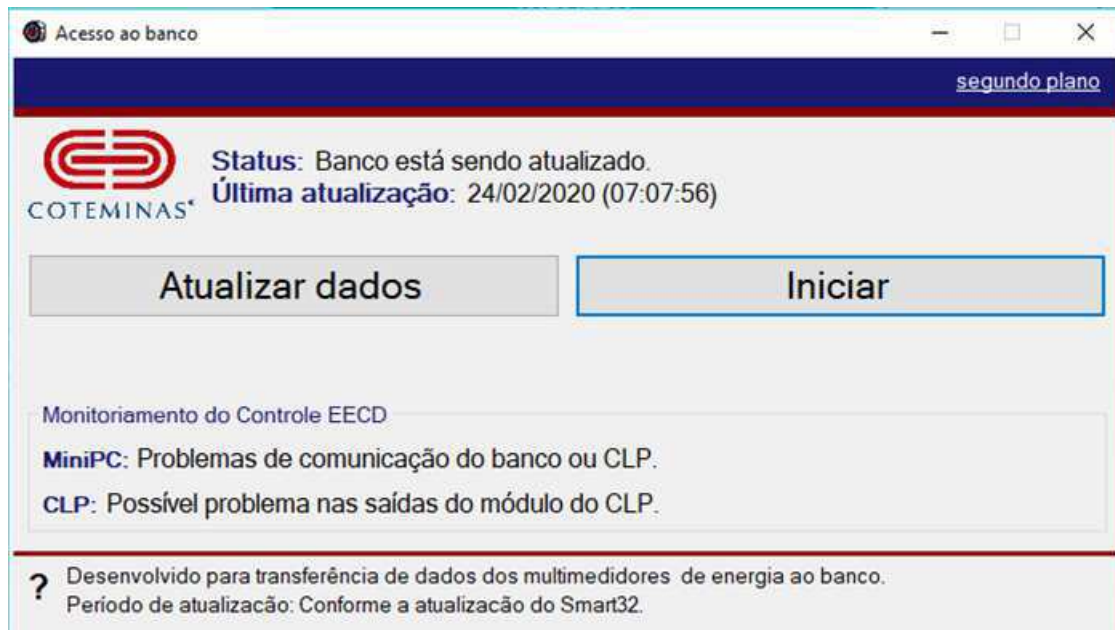 Acesso ao banco
segundo plano
COTEMINAS
Status: Banco está sendo atualizado.
Última atualização: 24/02/2020 (07:07:56)
Atualizar dados
Iniciar
Monitoriamento do Controle EECD
MiniPC: Problemas de comunicação do banco ou CLP.
CLP: Possível problema nas saídas do módulo do CLP.
? Desenvolvido para transferência de dados dos multimedidores de energia ao banco.
Período de atualizacão: Conforme a atualizacão do Smart32.